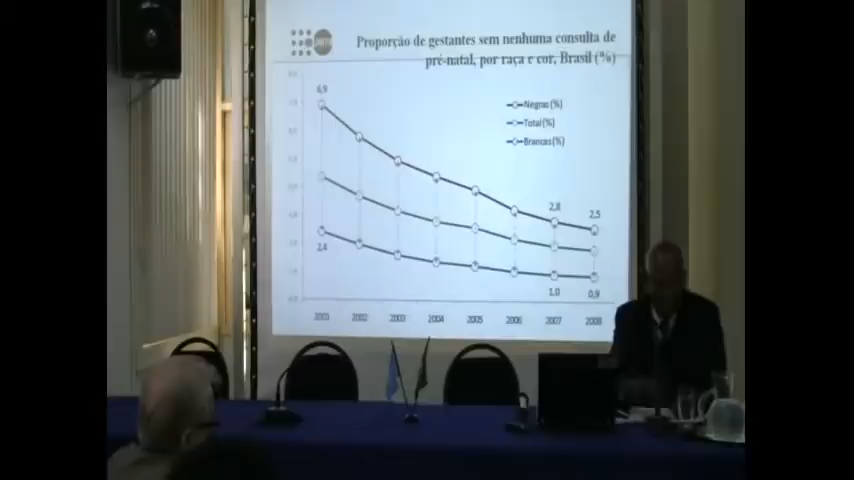 Proporção de gestantes sem nenhuma consulta de
pré-natal, por raça e cor, Brasil (%)
6,9
Negras (%)
Total (%)
Brancas (%)
2,8
2,5
2,4
1,0
0,9
2001 2002 2003 2004 2005 2006 2007 2008